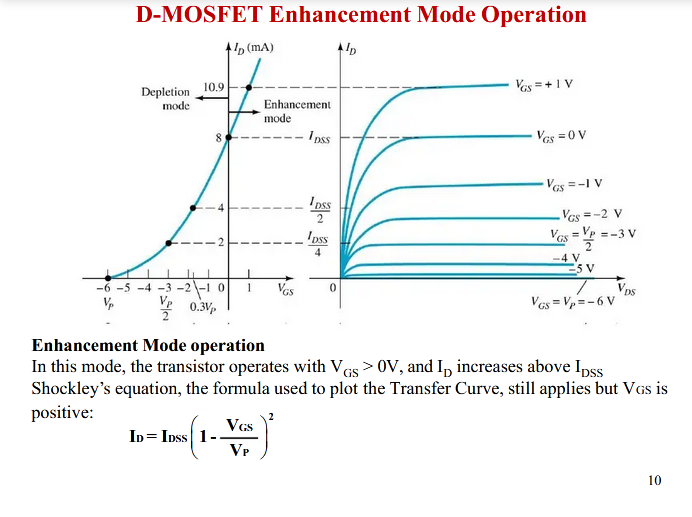 D-MOSFET Enhancement Mode Operation
I_D (mA)
I_D
Depletion mode
10.9
Enhancement mode
V_GS = + 1 V
8
I_DSS
V_GS = 0 V
V_GS = –1 V
4
I_DSS/2
V_GS = –2 V
2
I_DSS/4
V_GS = V_P/2 = –3 V
–4 V
–5 V
–6 –5 –4 –3 –2 –1 0 1 V_GS
0
V_DS
V_P
V_P/2
0.3V_P
V_GS = V_P = – 6 V
Enhancement Mode operation
In this mode, the transistor operates with V_GS > 0V, and I_D increases above I_DSS
Shockley’s equation, the formula used to plot the Transfer Curve, still applies but VGS is
positive:
ID = IDSS (1 - VGS/VP)²
10